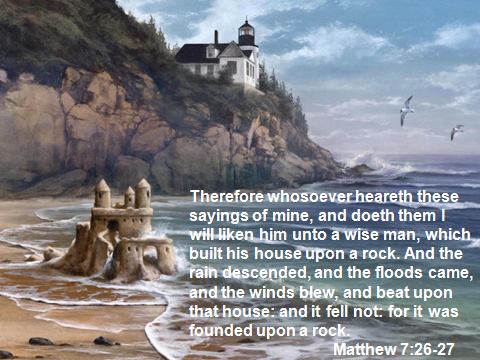 Therefore whosoever heareth these
sayings of mine, and doeth them I
will liken him unto a wise man, which
built his house upon a rock. And the
rain descended, and the floods came,
and the winds blew, and beat upon
that house: and it fell not: for it was
founded upon a rock.
Matthew 7:26-27